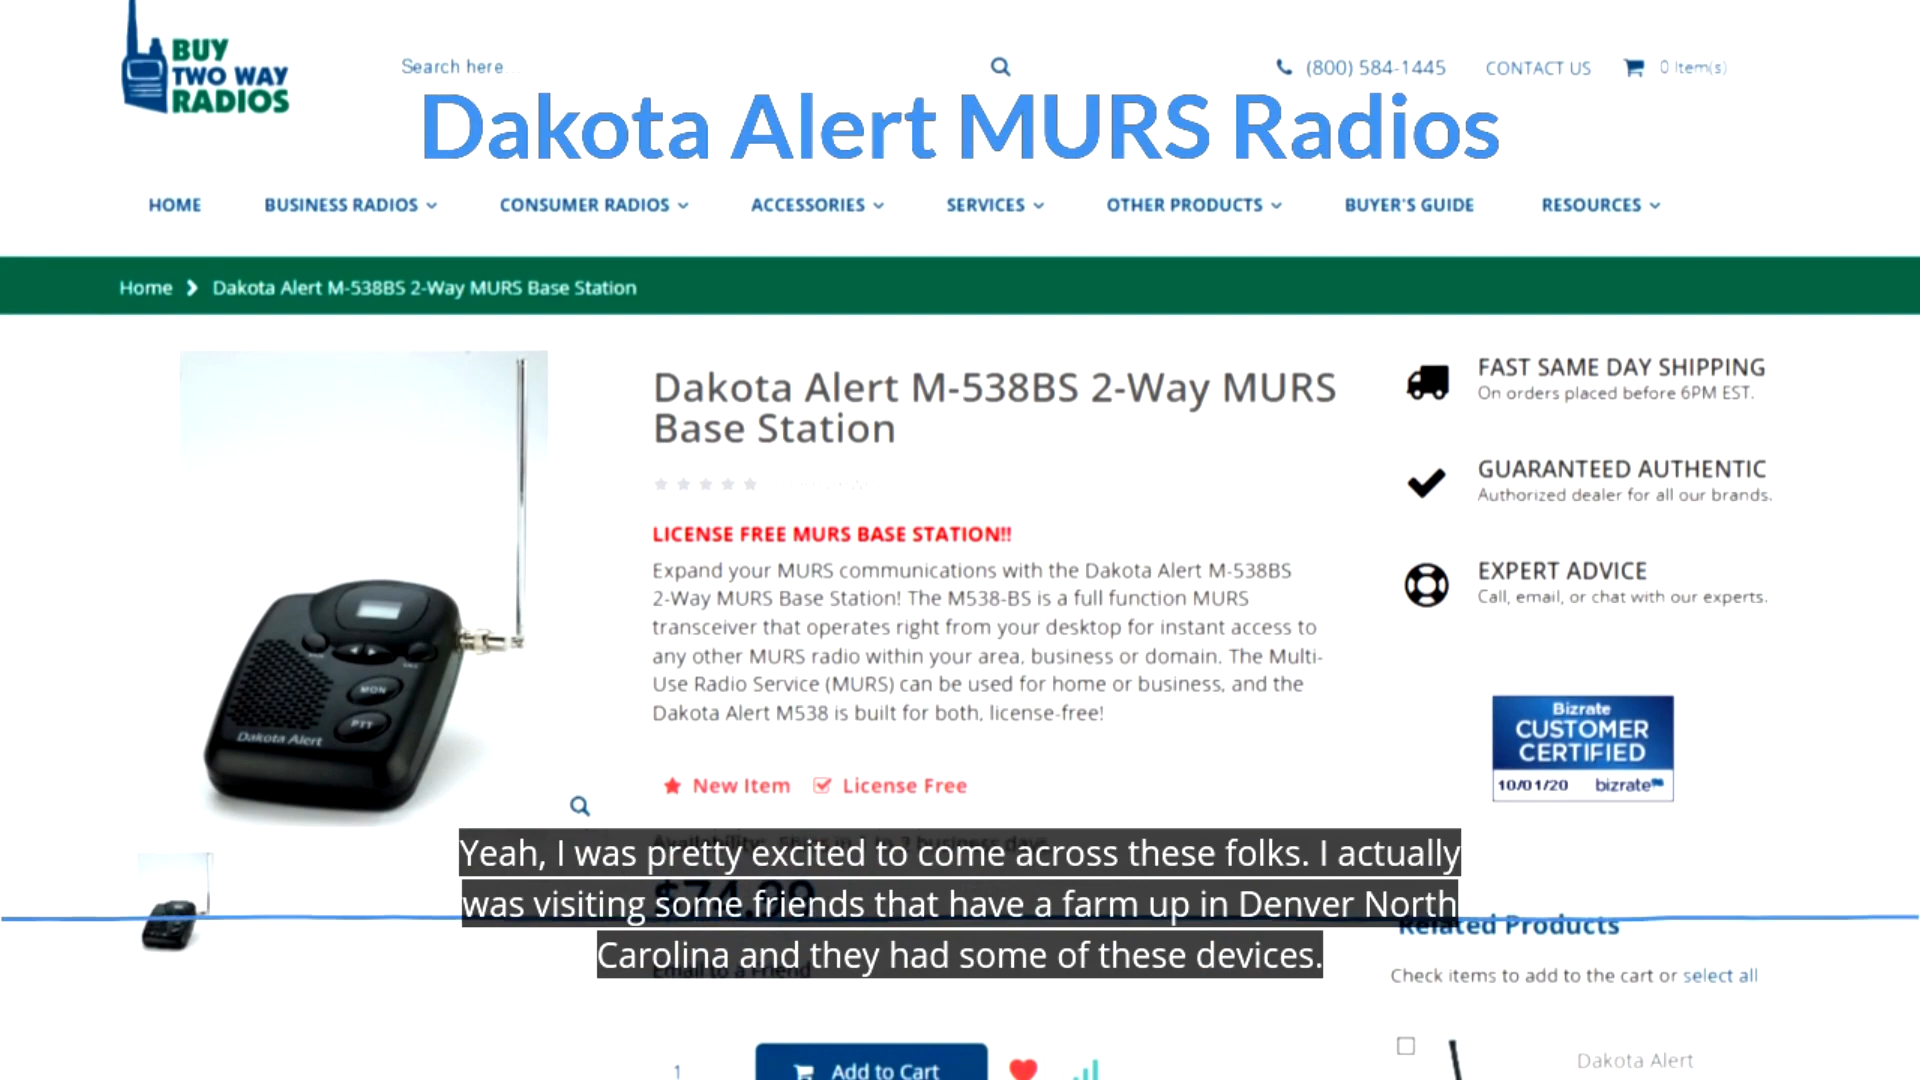 BUY
TWO WAY
RADIOS
Search here...
(800) 584-1445
CONTACT US
0 Item(s)
Dakota Alert MURS Radios
HOME
BUSINESS RADIOS
CONSUMER RADIOS
ACCESSORIES
SERVICES
OTHER PRODUCTS
BUYER'S GUIDE
RESOURCES
Home
Dakota Alert M-538BS 2-Way MURS Base Station
MON
PTT
Dakota Alert
Dakota Alert M-538BS 2-Way MURS
Base Station
LICENSE FREE MURS BASE STATION!!
Expand your MURS communications with the Dakota Alert M-538BS
2-Way MURS Base Station! The M538-BS is a full function MURS
transceiver that operates right from your desktop for instant access to
any other MURS radio within your area, business or domain. The Multi-
Use Radio Service (MURS) can be used for home or business, and the
Dakota Alert M538 is built for both, license-free!
New Item
License Free
FAST SAME DAY SHIPPING
On orders placed before 6PM EST.
GUARANTEED AUTHENTIC
Authorized dealer for all our brands.
EXPERT ADVICE
Call, email, or chat with our experts.
Bizrate
CUSTOMER
CERTIFIED
10/01/20 bizrate
Yeah, I was pretty excited to come across these folks. I actually
was visiting some friends that have a farm up in Denver North
Carolina and they had some of these devices.
$74.99
Email to a Friend
Related Products
Check items to add to the cart or select all
1
Add to Cart
Dakota Alert